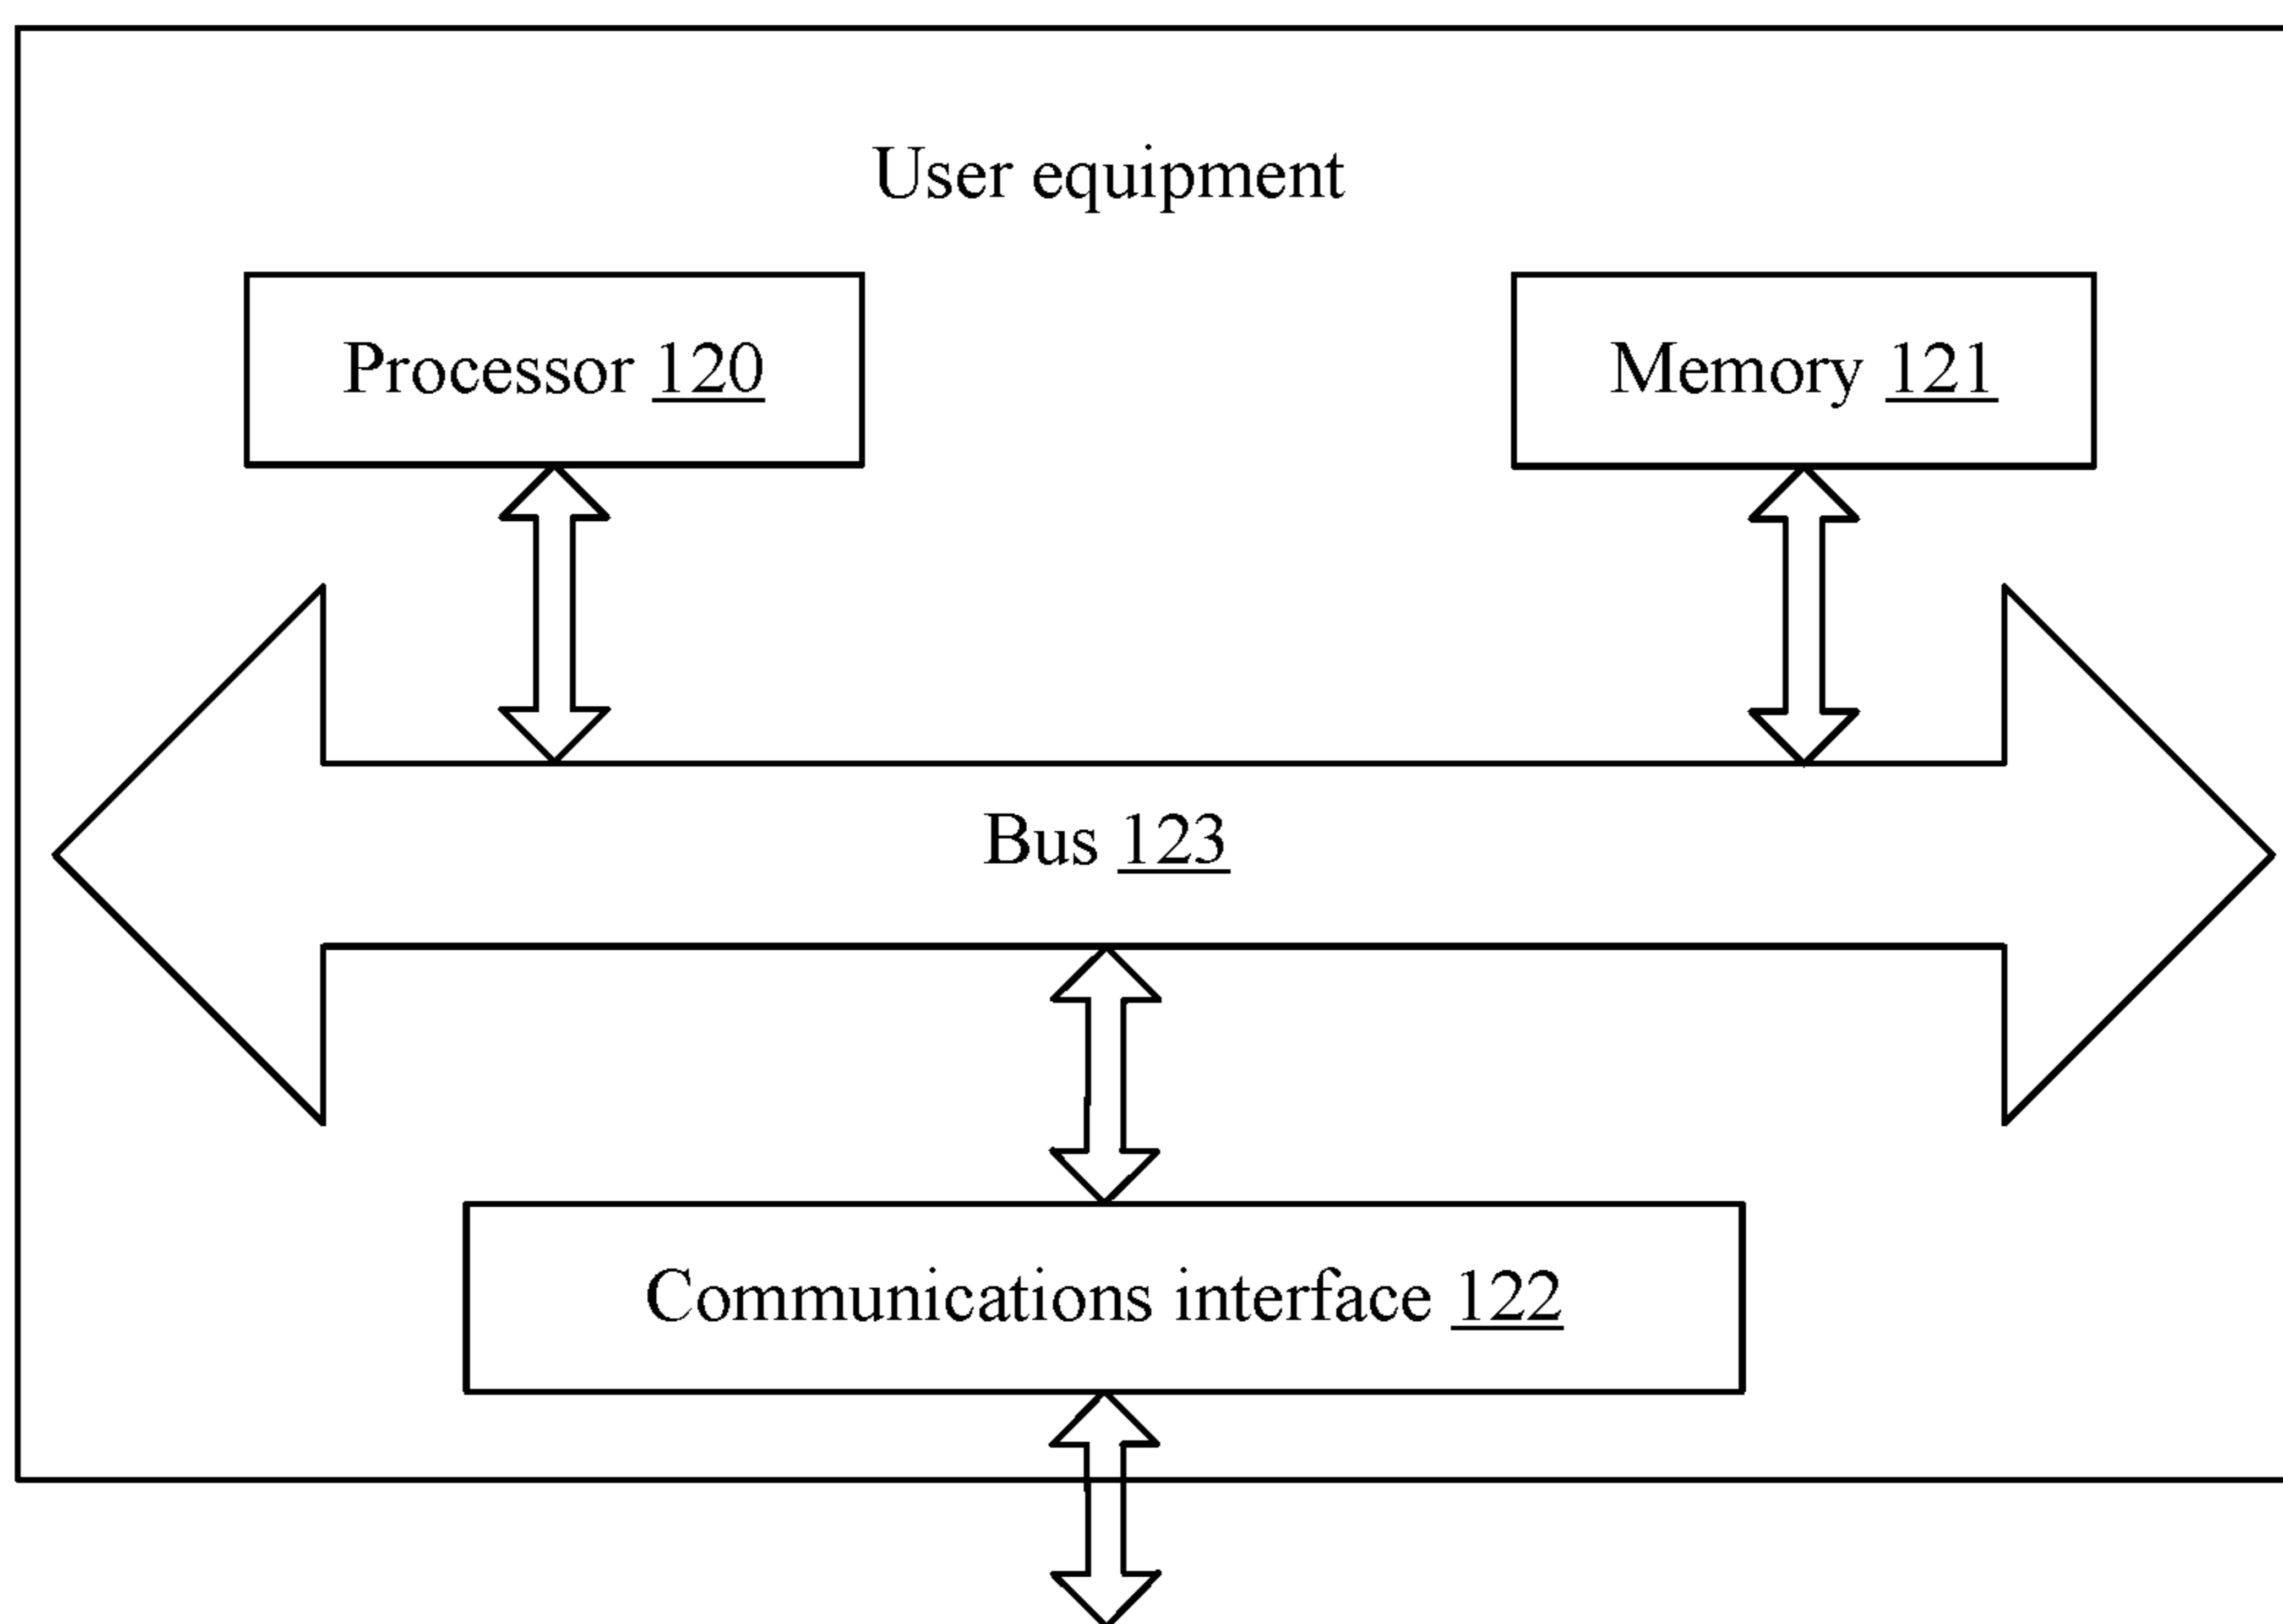 User equipment
Processor 120
Memory 121
Bus 123
Communications interface 122